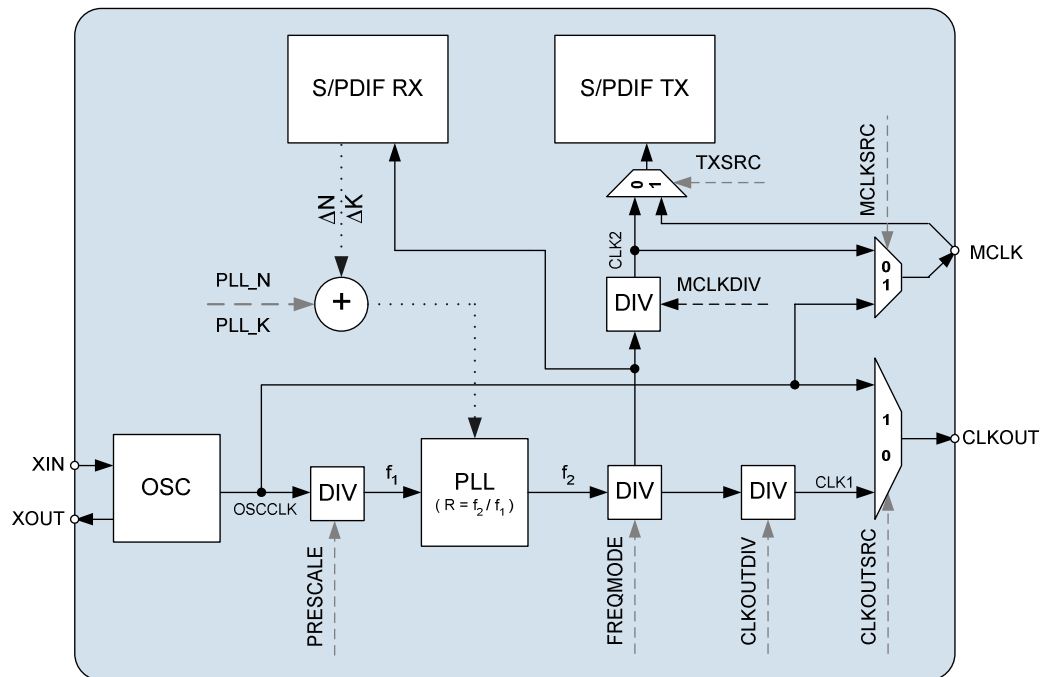 S/PDIF RX
S/PDIF TX
TXSRC
MCLKSRC
0 1
ΔN
ΔK
CLK2
0
1
MCLK
PLL_N
PLL_K
+
DIV
MCLKDIV
1
0
CLKOUT
XIN
XOUT
OSC
OSCCLK
DIV
f1
PLL
( R = f2 / f1 )
f2
DIV
DIV
CLK1
PRESCALE
FREQMODE
CLKOUTDIV
CLKOUTSRC